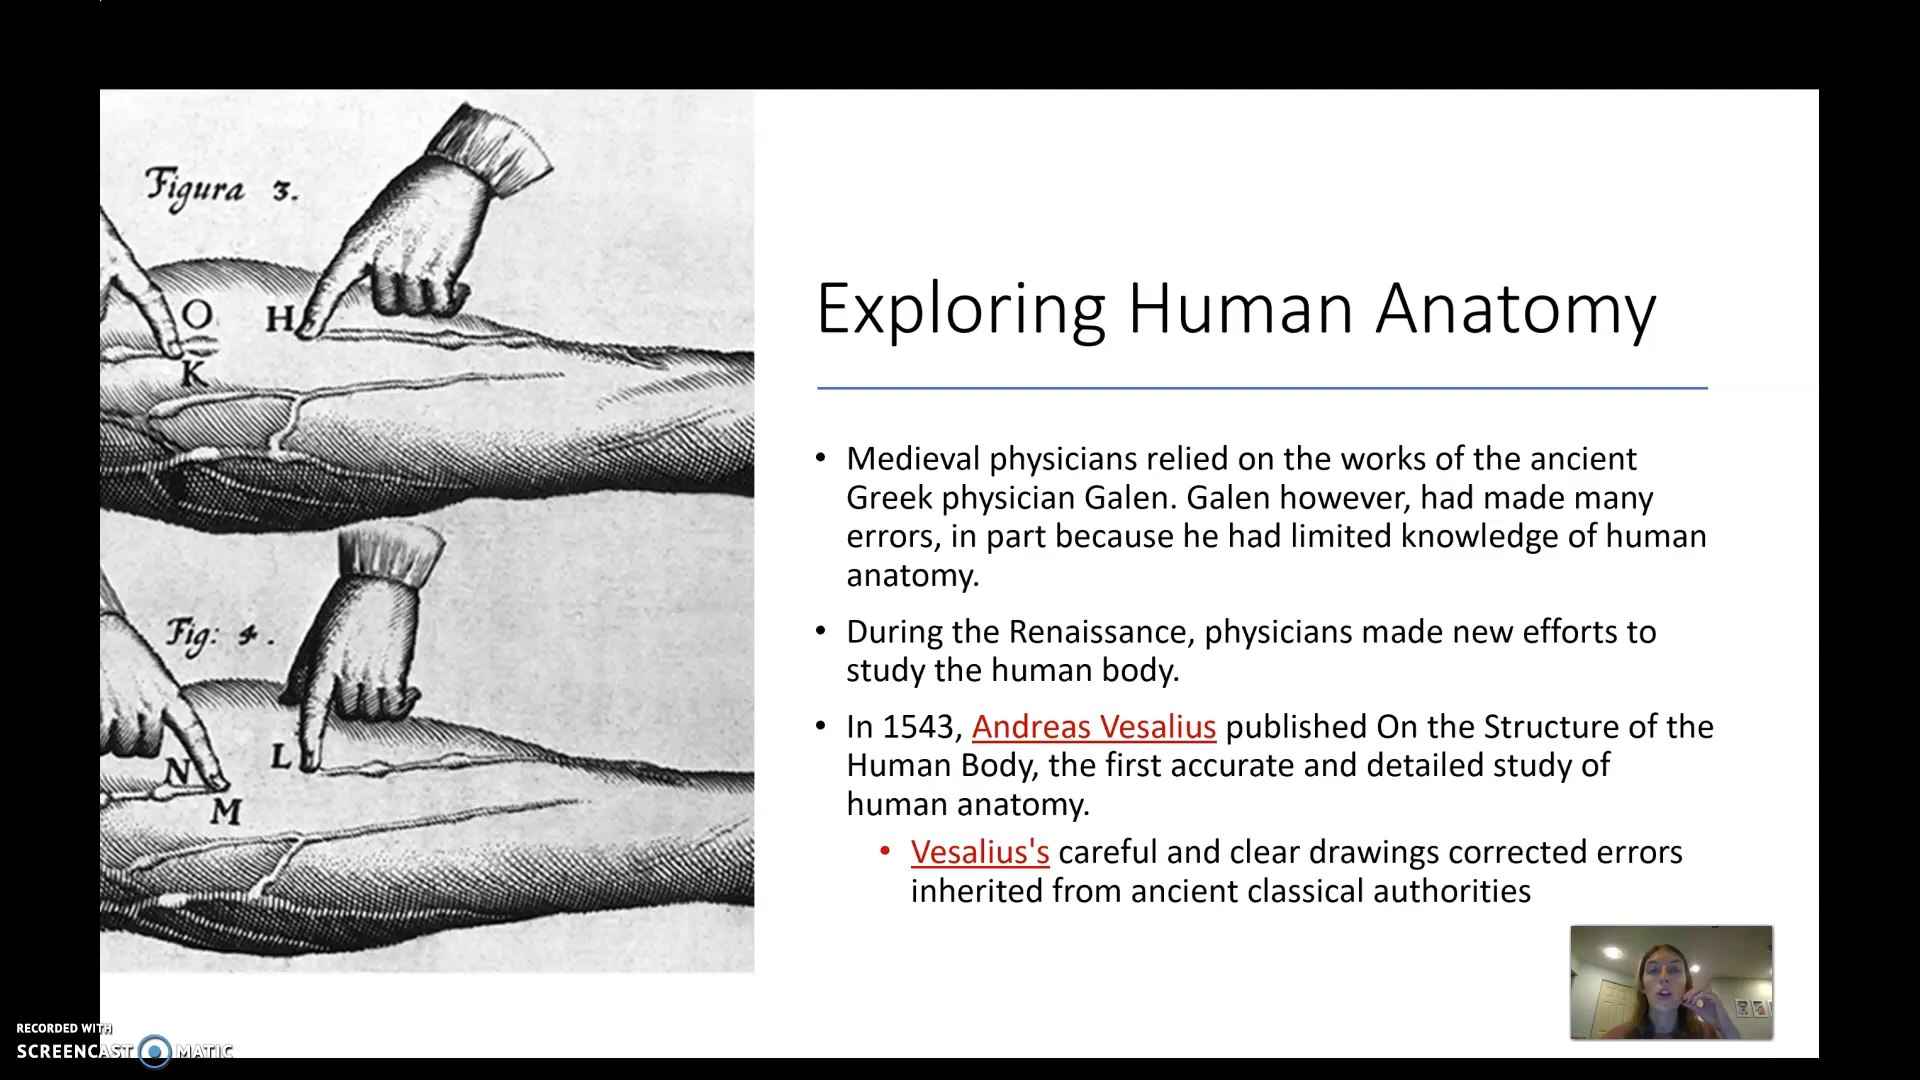 Figura 3.
O
H
K
Fig: 4.
N
L
M
Exploring Human Anatomy
• Medieval physicians relied on the works of the ancient
Greek physician Galen. Galen however, had made many
errors, in part because he had limited knowledge of human
anatomy.
• During the Renaissance, physicians made new efforts to
study the human body.
• In 1543, Andreas Vesalius published On the Structure of the
Human Body, the first accurate and detailed study of
human anatomy.
• Vesalius's careful and clear drawings corrected errors
inherited from ancient classical authorities
RECORDED WITH
SCREENCAST MATIC